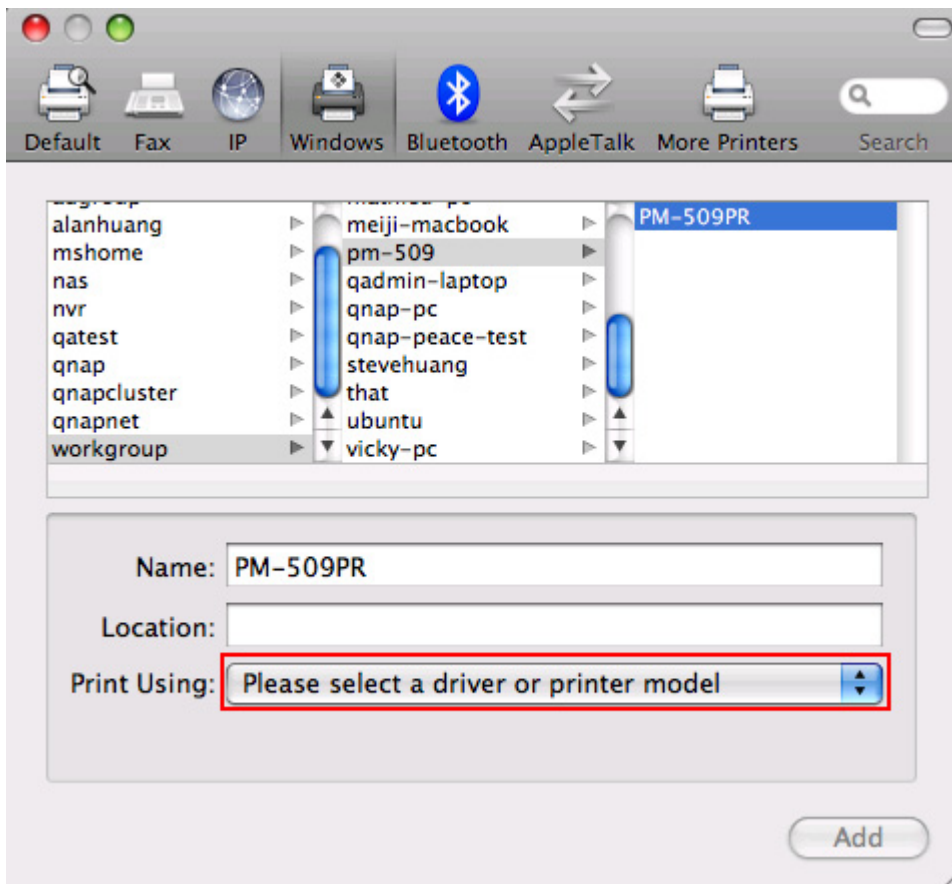 Default
Fax
IP
Windows
Bluetooth
AppleTalk
More Printers
Search
alanhuang
mshome
nas
nvr
qatest
qnap
qnapcluster
qnapnet
workgroup
meiji-macbook
pm-509
qadmin-laptop
qnap-pc
qnap-peace-test
stevehuang
that
ubuntu
vicky-pc
PM-509PR
Name: PM-509PR
Location:
Print Using: Please select a driver or printer model
Add